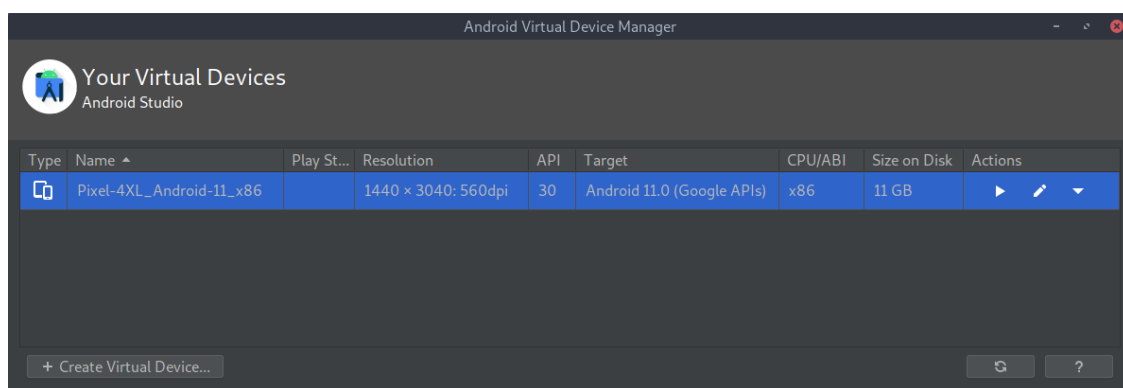 Android Virtual Device Manager
Your Virtual Devices
Android Studio
Type Name Play St... Resolution API Target CPU/ABI Size on Disk Actions
Pixel-4XL_Android-11_x86 1440 × 3040: 560dpi 30 Android 11.0 (Google APIs) x86 11 GB
+ Create Virtual Device... ?